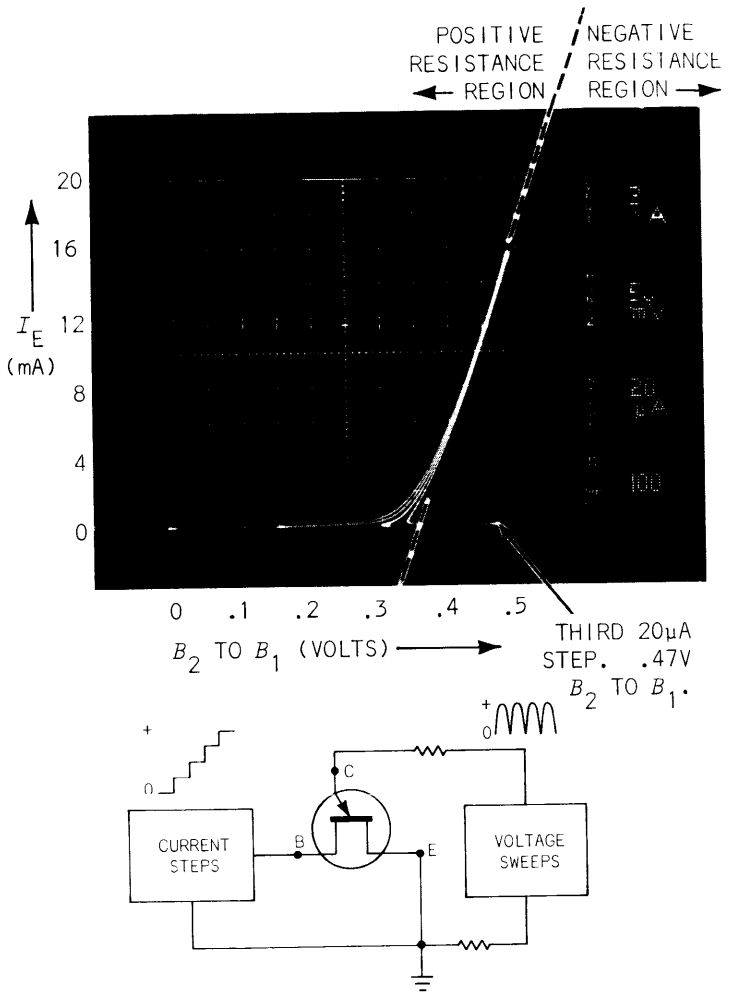 POSITIVE
RESISTANCE
REGION
NEGATIVE
RESISTANCE
REGION
20
16
12
8
4
0
I_E
(mA)
20
100
0 .1 .2 .3 .4 .5
B2 TO B1 (VOLTS)
THIRD 20µA
STEP. .47V
B2 TO B1.
+
0
+
0
C
B
E
CURRENT
STEPS
VOLTAGE
SWEEPS